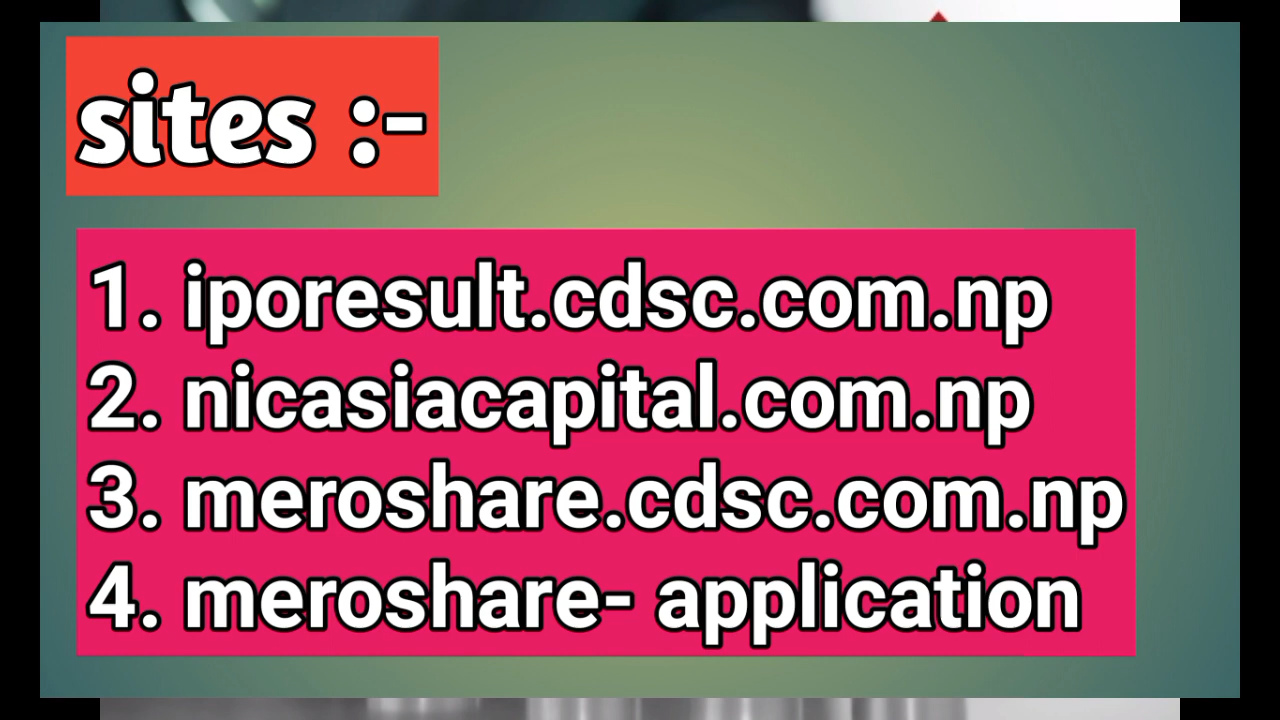 sites :-
1. iporesult.cdsc.com.np
2. nicasiacapital.com.np
3. meroshare.cdsc.com.np
4. meroshare- application